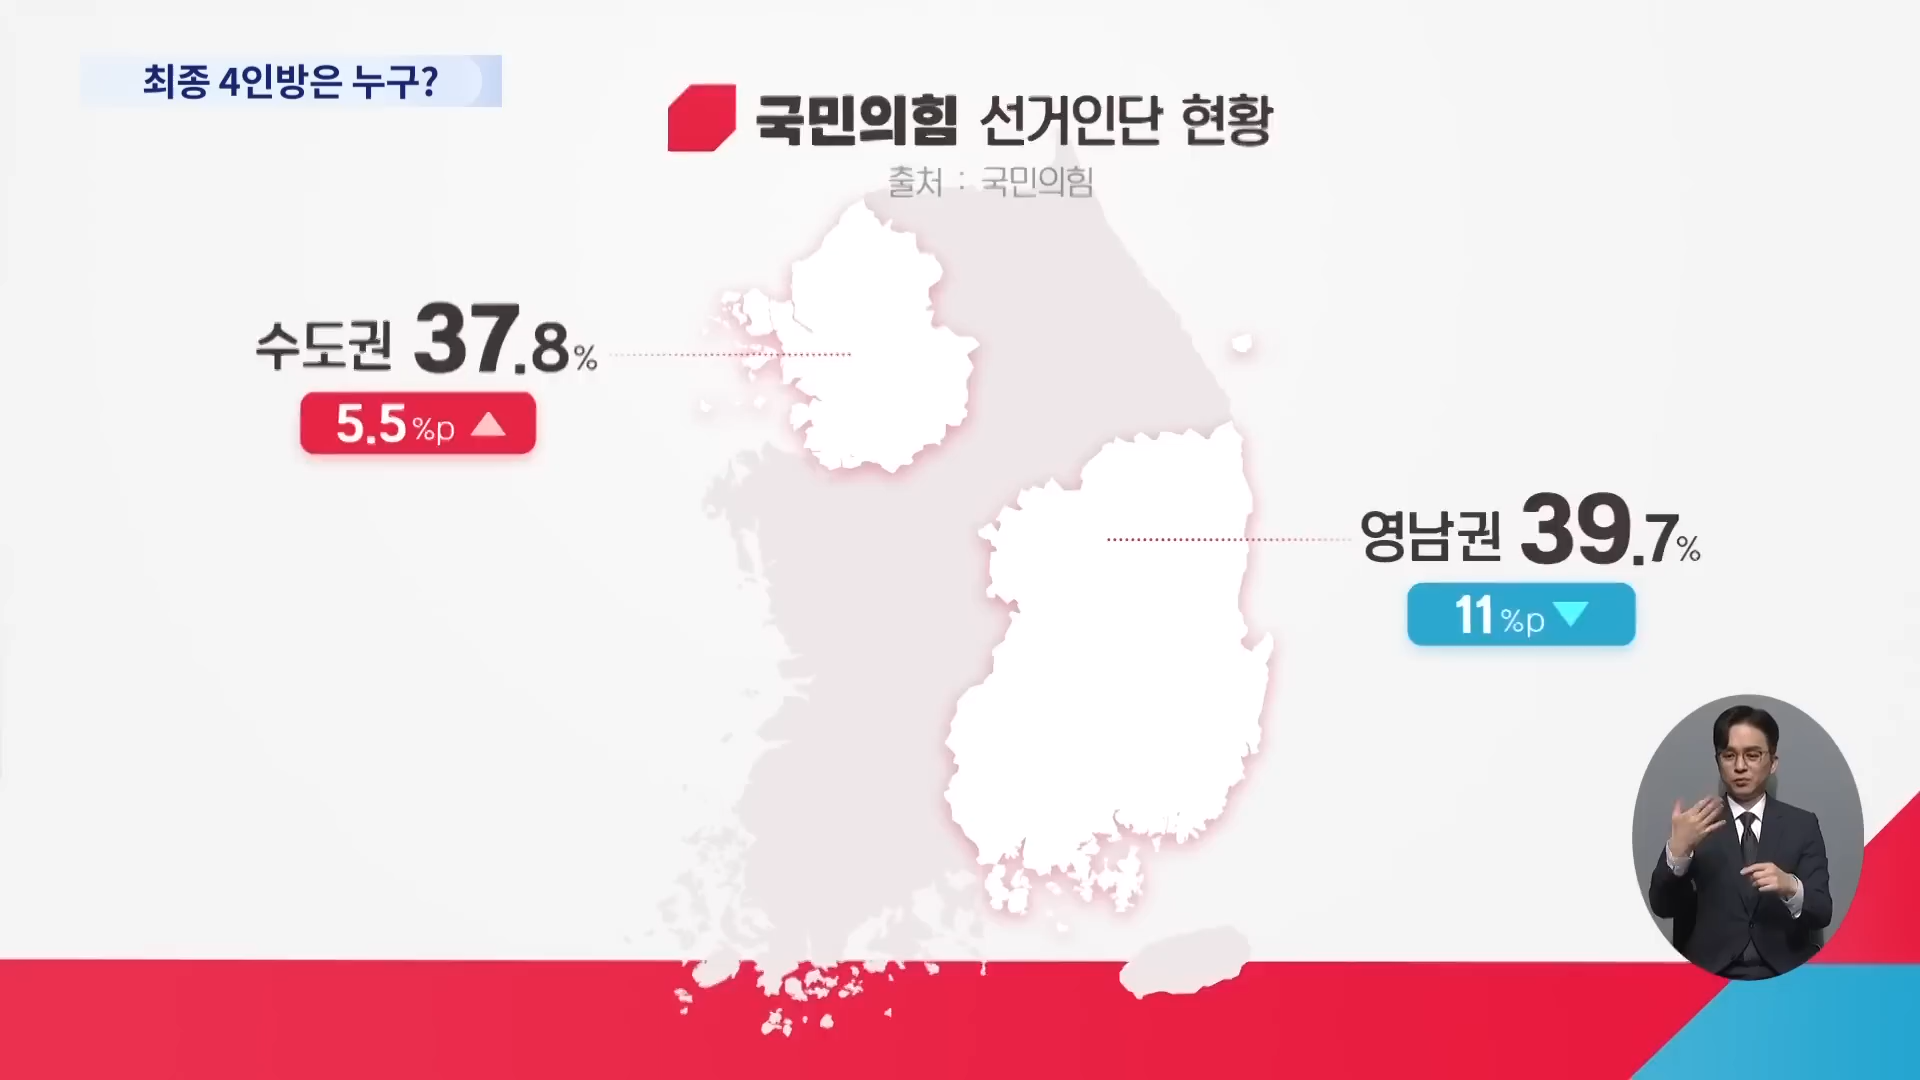 최종 4인방은 누구?
국민의힘 선거인단 현황
출처 : 국민의힘
수도권 37.8%
5.5%p ▲
영남권 39.7%
11%p ▼